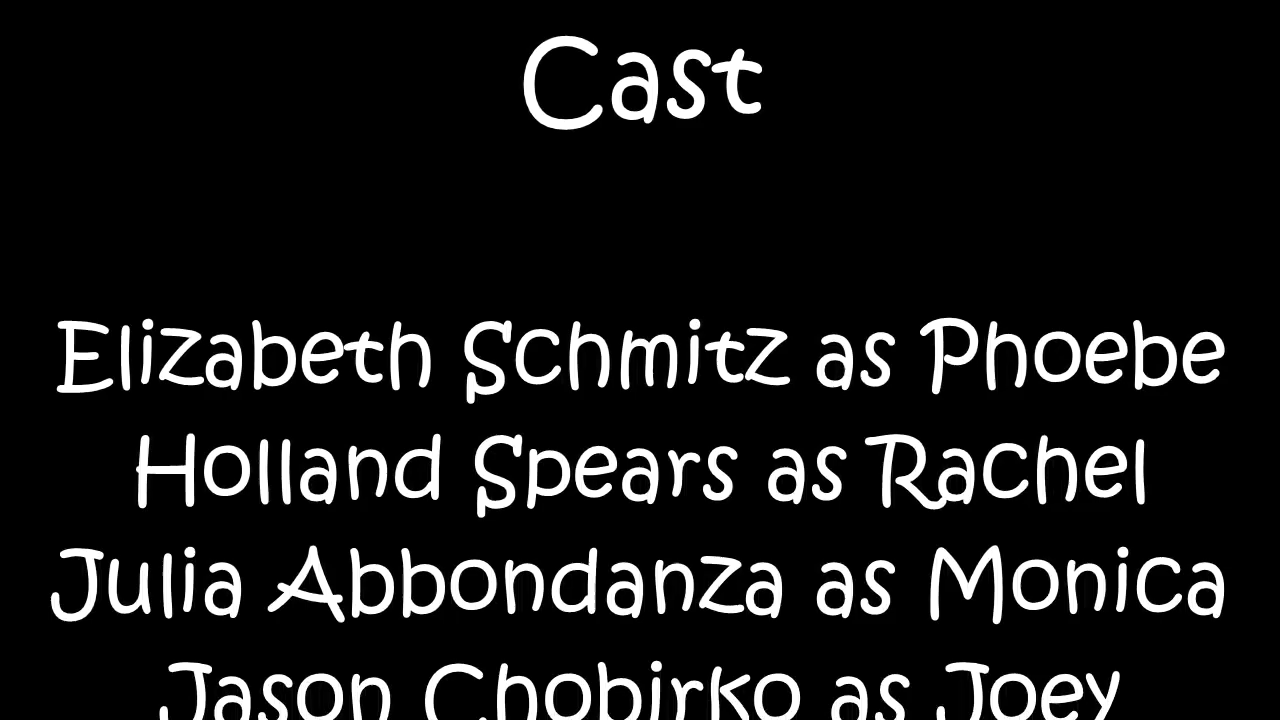 Cast
Elizabeth Schmitz as Phoebe
Holland Spears as Rachel
Julia Abbondanza as Monica
Jason Chobirko as Joey